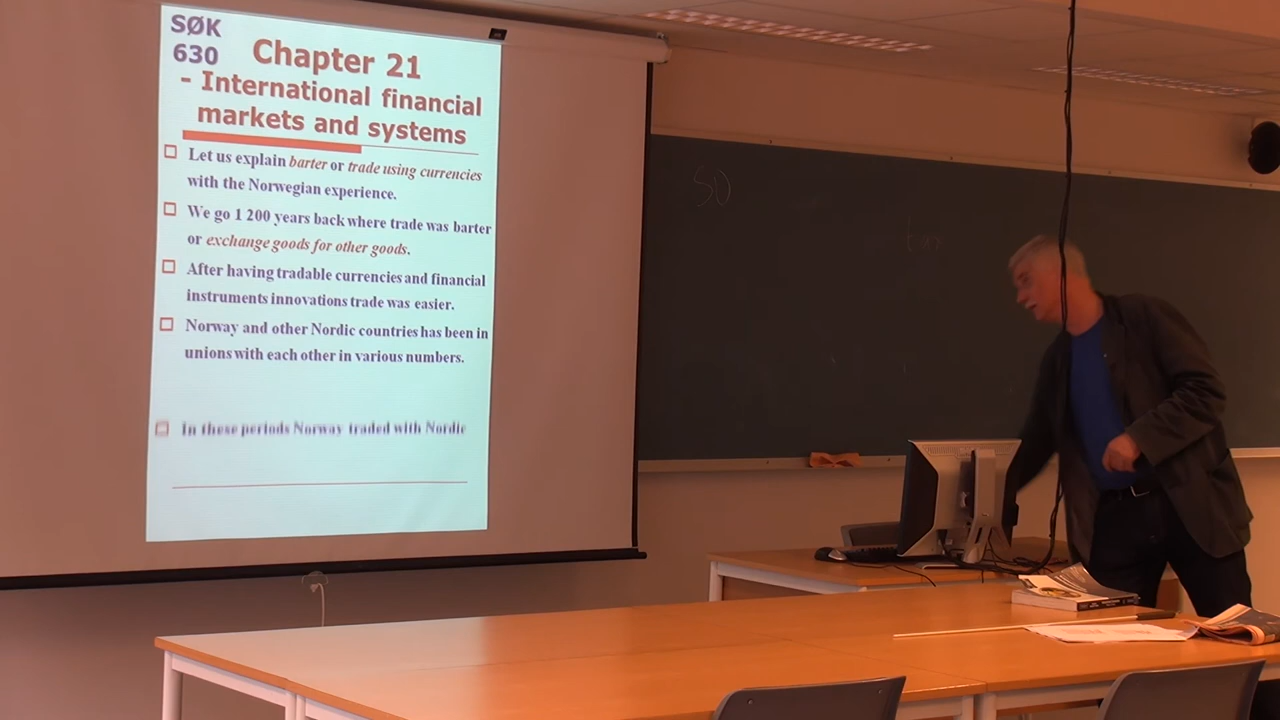 SØK
630
Chapter 21
- International financial
markets and systems
Let us explain barter or trade using currencies
with the Norwegian experience.
We go 1 200 years back where trade was barter
or exchange goods for other goods.
After having tradable currencies and financial
instruments innovations trade was easier.
Norway and other Nordic countries has been in
unions with each other in various numbers.
In these periods Norway traded with Nordic
SO